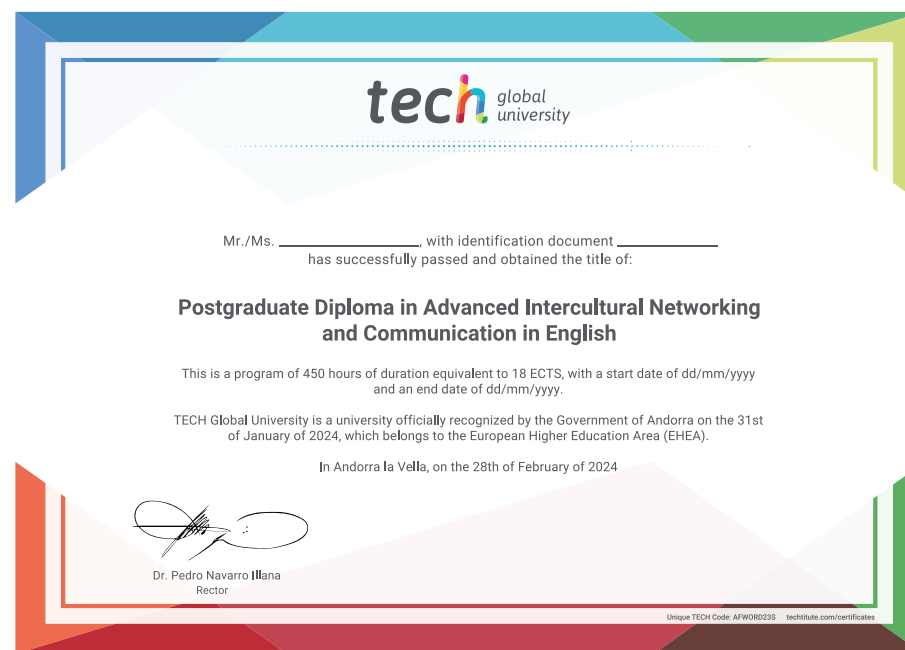 tech global
university
Mr./Ms. ____________, with identification document ____________
has successfully passed and obtained the title of:
Postgraduate Diploma in Advanced Intercultural Networking
and Communication in English
This is a program of 450 hours of duration equivalent to 18 ECTS, with a start date of dd/mm/yyyy
and an end date of dd/mm/yyyy.
TECH Global University is a university officially recognized by the Government of Andorra on the 31st
of January of 2024, which belongs to the European Higher Education Area (EHEA).
In Andorra la Vella, on the 28th of February of 2024
Dr. Pedro Navarro Illana
Rector
Unique TECH Code: AFWORD23S techtitute.com/certificates